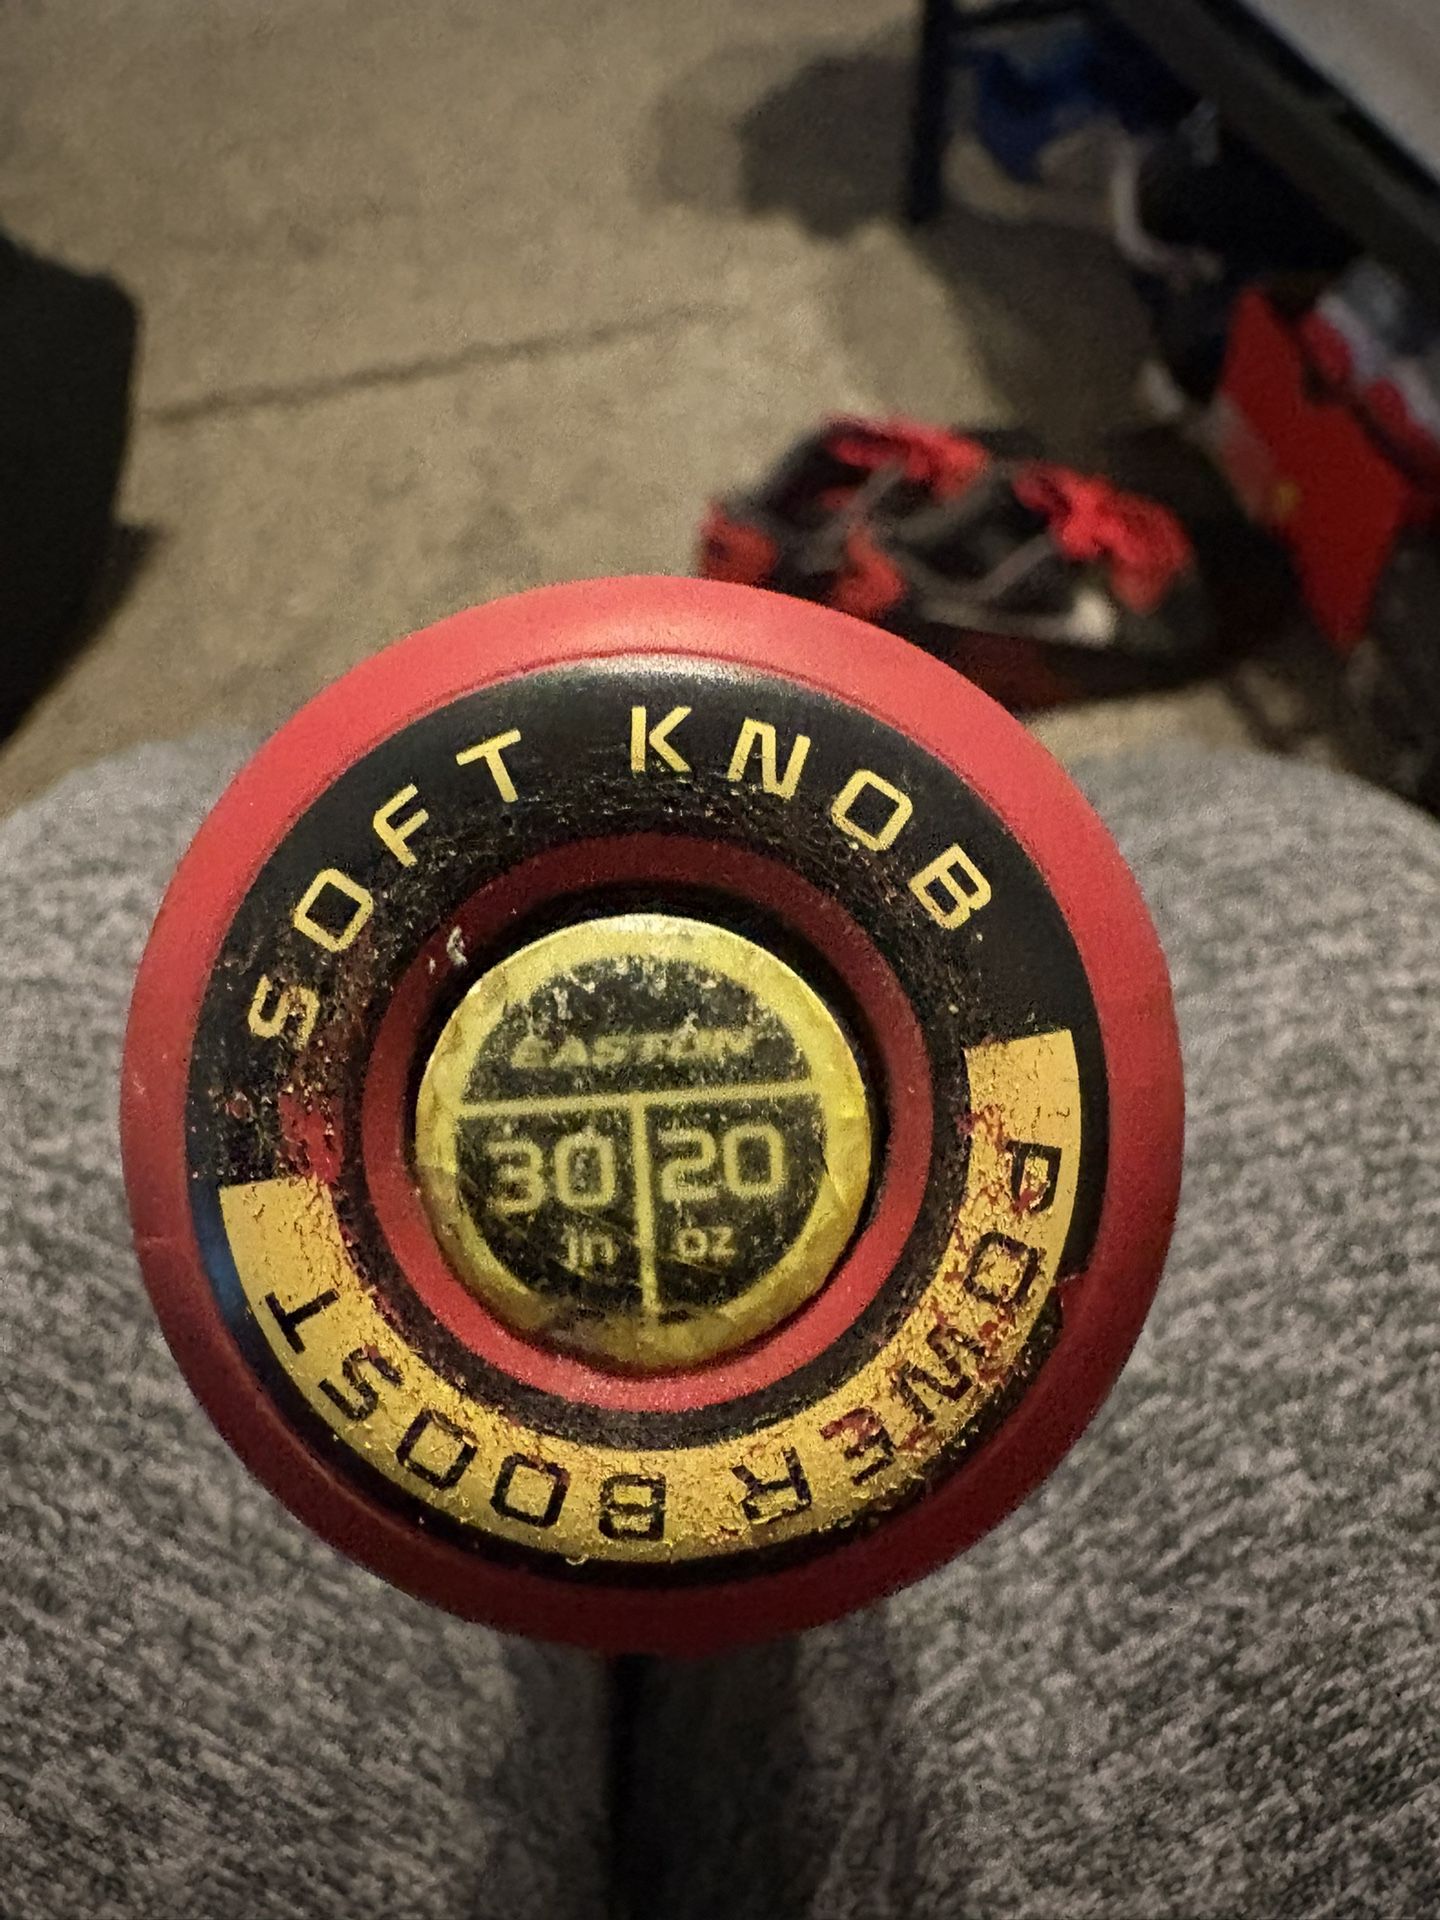 SOFT KNOB
EASTON
30 20
in oz
POWER BOOST